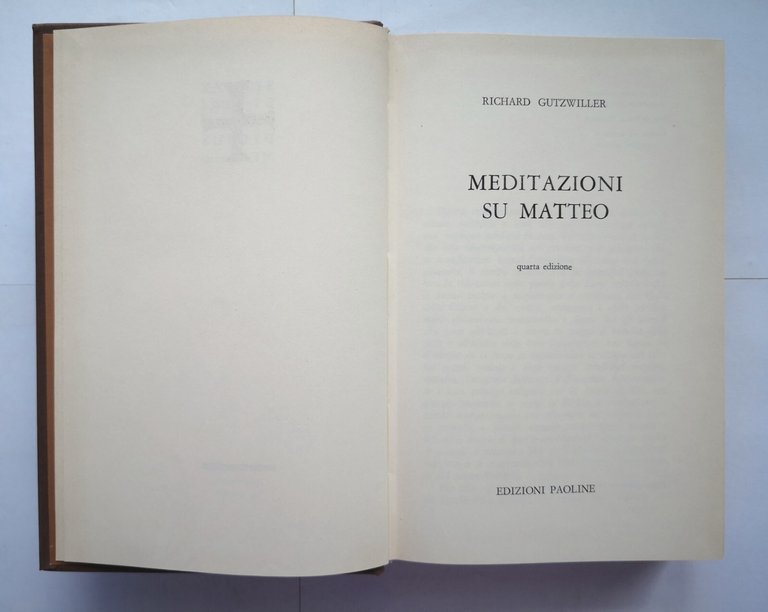 RICHARD GUTZWILLER
MEDITAZIONI
SU MATTEO
quarta edizione
EDIZIONI PAOLINE